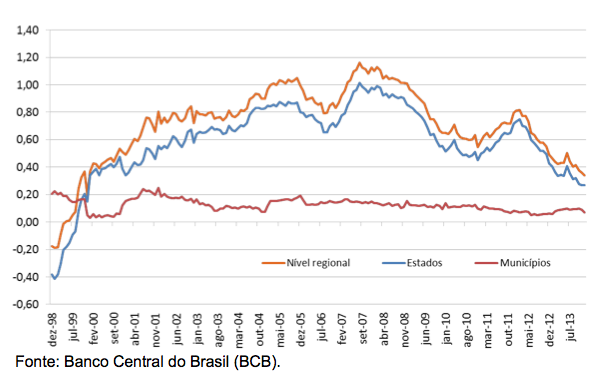 1,40
1,20
1,00
0,80
0,60
0,40
0,20
0,00
-0,20
-0,40
-0,60
Nível regional
Estados
Municípios
dez-98
jul-99
fev-00
set-00
abr-01
nov-01
jun-02
jan-03
ago-03
mar-04
out-04
mai-05
dez-05
jul-06
fev-07
set-07
abr-08
nov-08
jun-09
jan-10
ago-10
mar-11
out-11
mai-12
dez-12
jul-13
Fonte: Banco Central do Brasil (BCB).